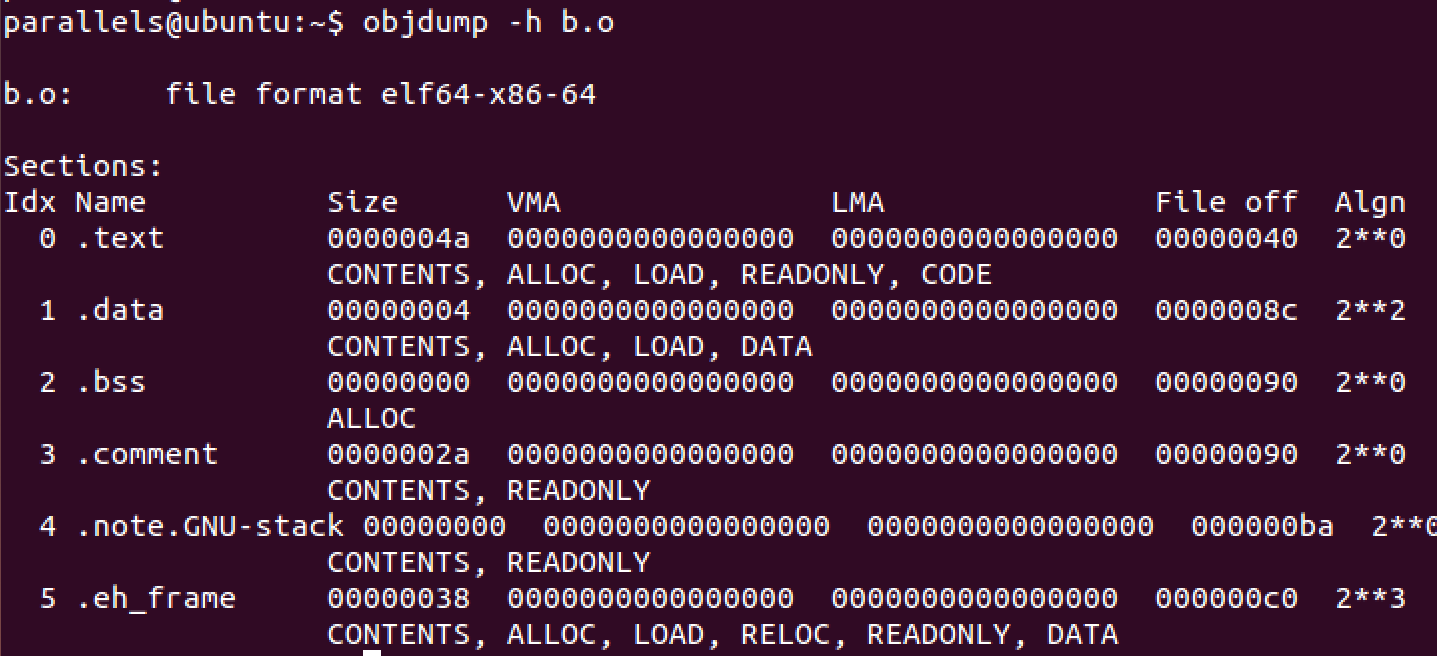 parallels@ubuntu:~$ objdump -h b.o
b.o:     file format elf64-x86-64
Sections:
Idx Name          Size      VMA               LMA               File off  Algn
  0 .text         0000004a  0000000000000000  0000000000000000  00000040  2**0
                  CONTENTS, ALLOC, LOAD, READONLY, CODE
  1 .data         00000004  0000000000000000  0000000000000000  0000008c  2**2
                  CONTENTS, ALLOC, LOAD, DATA
  2 .bss          00000000  0000000000000000  0000000000000000  00000090  2**0
                  ALLOC
  3 .comment      0000002a  0000000000000000  0000000000000000  00000090  2**0
                  CONTENTS, READONLY
  4 .note.GNU-stack 00000000  0000000000000000  0000000000000000  000000ba  2**0
                  CONTENTS, READONLY
  5 .eh_frame     00000038  0000000000000000  0000000000000000  000000c0  2**3
                  CONTENTS, ALLOC, LOAD, RELOC, READONLY, DATA